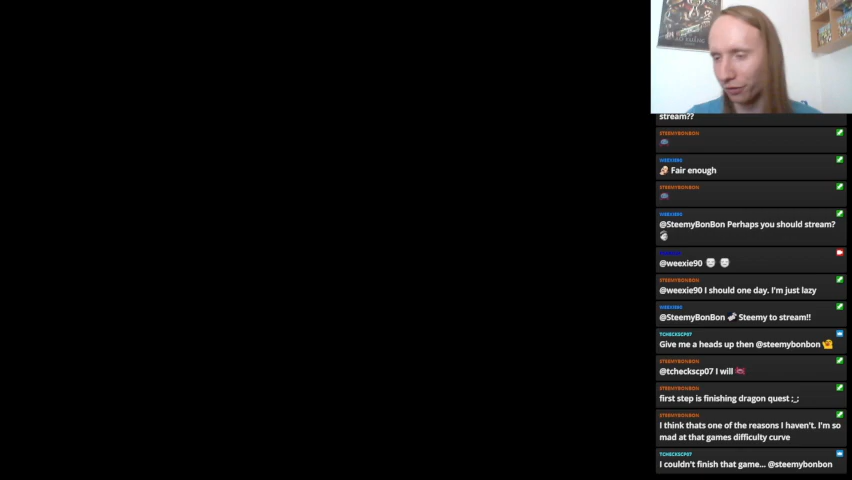 stream??
STEEMYBONBON
WEEXIE90
Fair enough
STEEMYBONBON
WEEXIE90
@SteemyBonBon Perhaps you should stream?
@weexie90
STEEMYBONBON
@weexie90 I should one day. I'm just lazy
WEEXIE90
@SteemyBonBon Steemy to stream!!
TCHECKSCP07
Give me a heads up then @steemybonbon
STEEMYBONBON
@tcheckscp07 I will
STEEMYBONBON
first step is finishing dragon quest ;_;
STEEMYBONBON
I think thats one of the reasons I haven't. I'm so
mad at that games difficulty curve
TCHECKSCP07
I couldn't finish that game... @steemybonbon